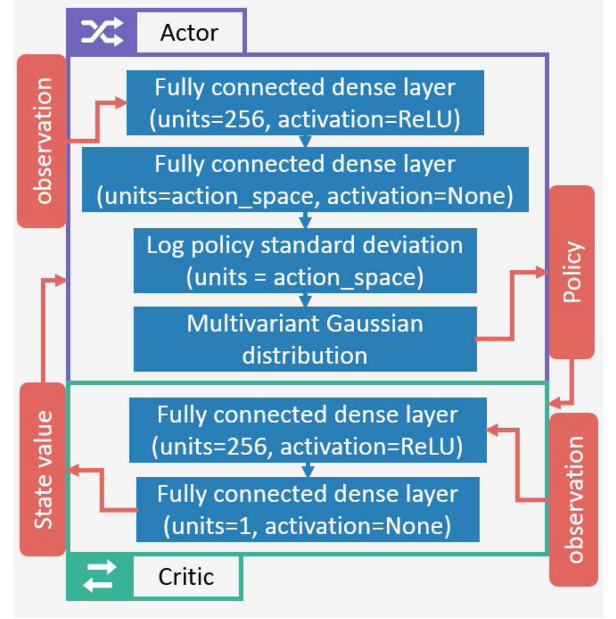 Actor
observation
Fully connected dense layer
(units=256, activation=ReLU)
Fully connected dense layer
(units=action_space, activation=None)
Log policy standard deviation
(units = action_space)
Multivariant Gaussian
distribution
Policy
State value
Fully connected dense layer
(units=256, activation=ReLU)
Fully connected dense layer
(units=1, activation=None)
observation
Critic